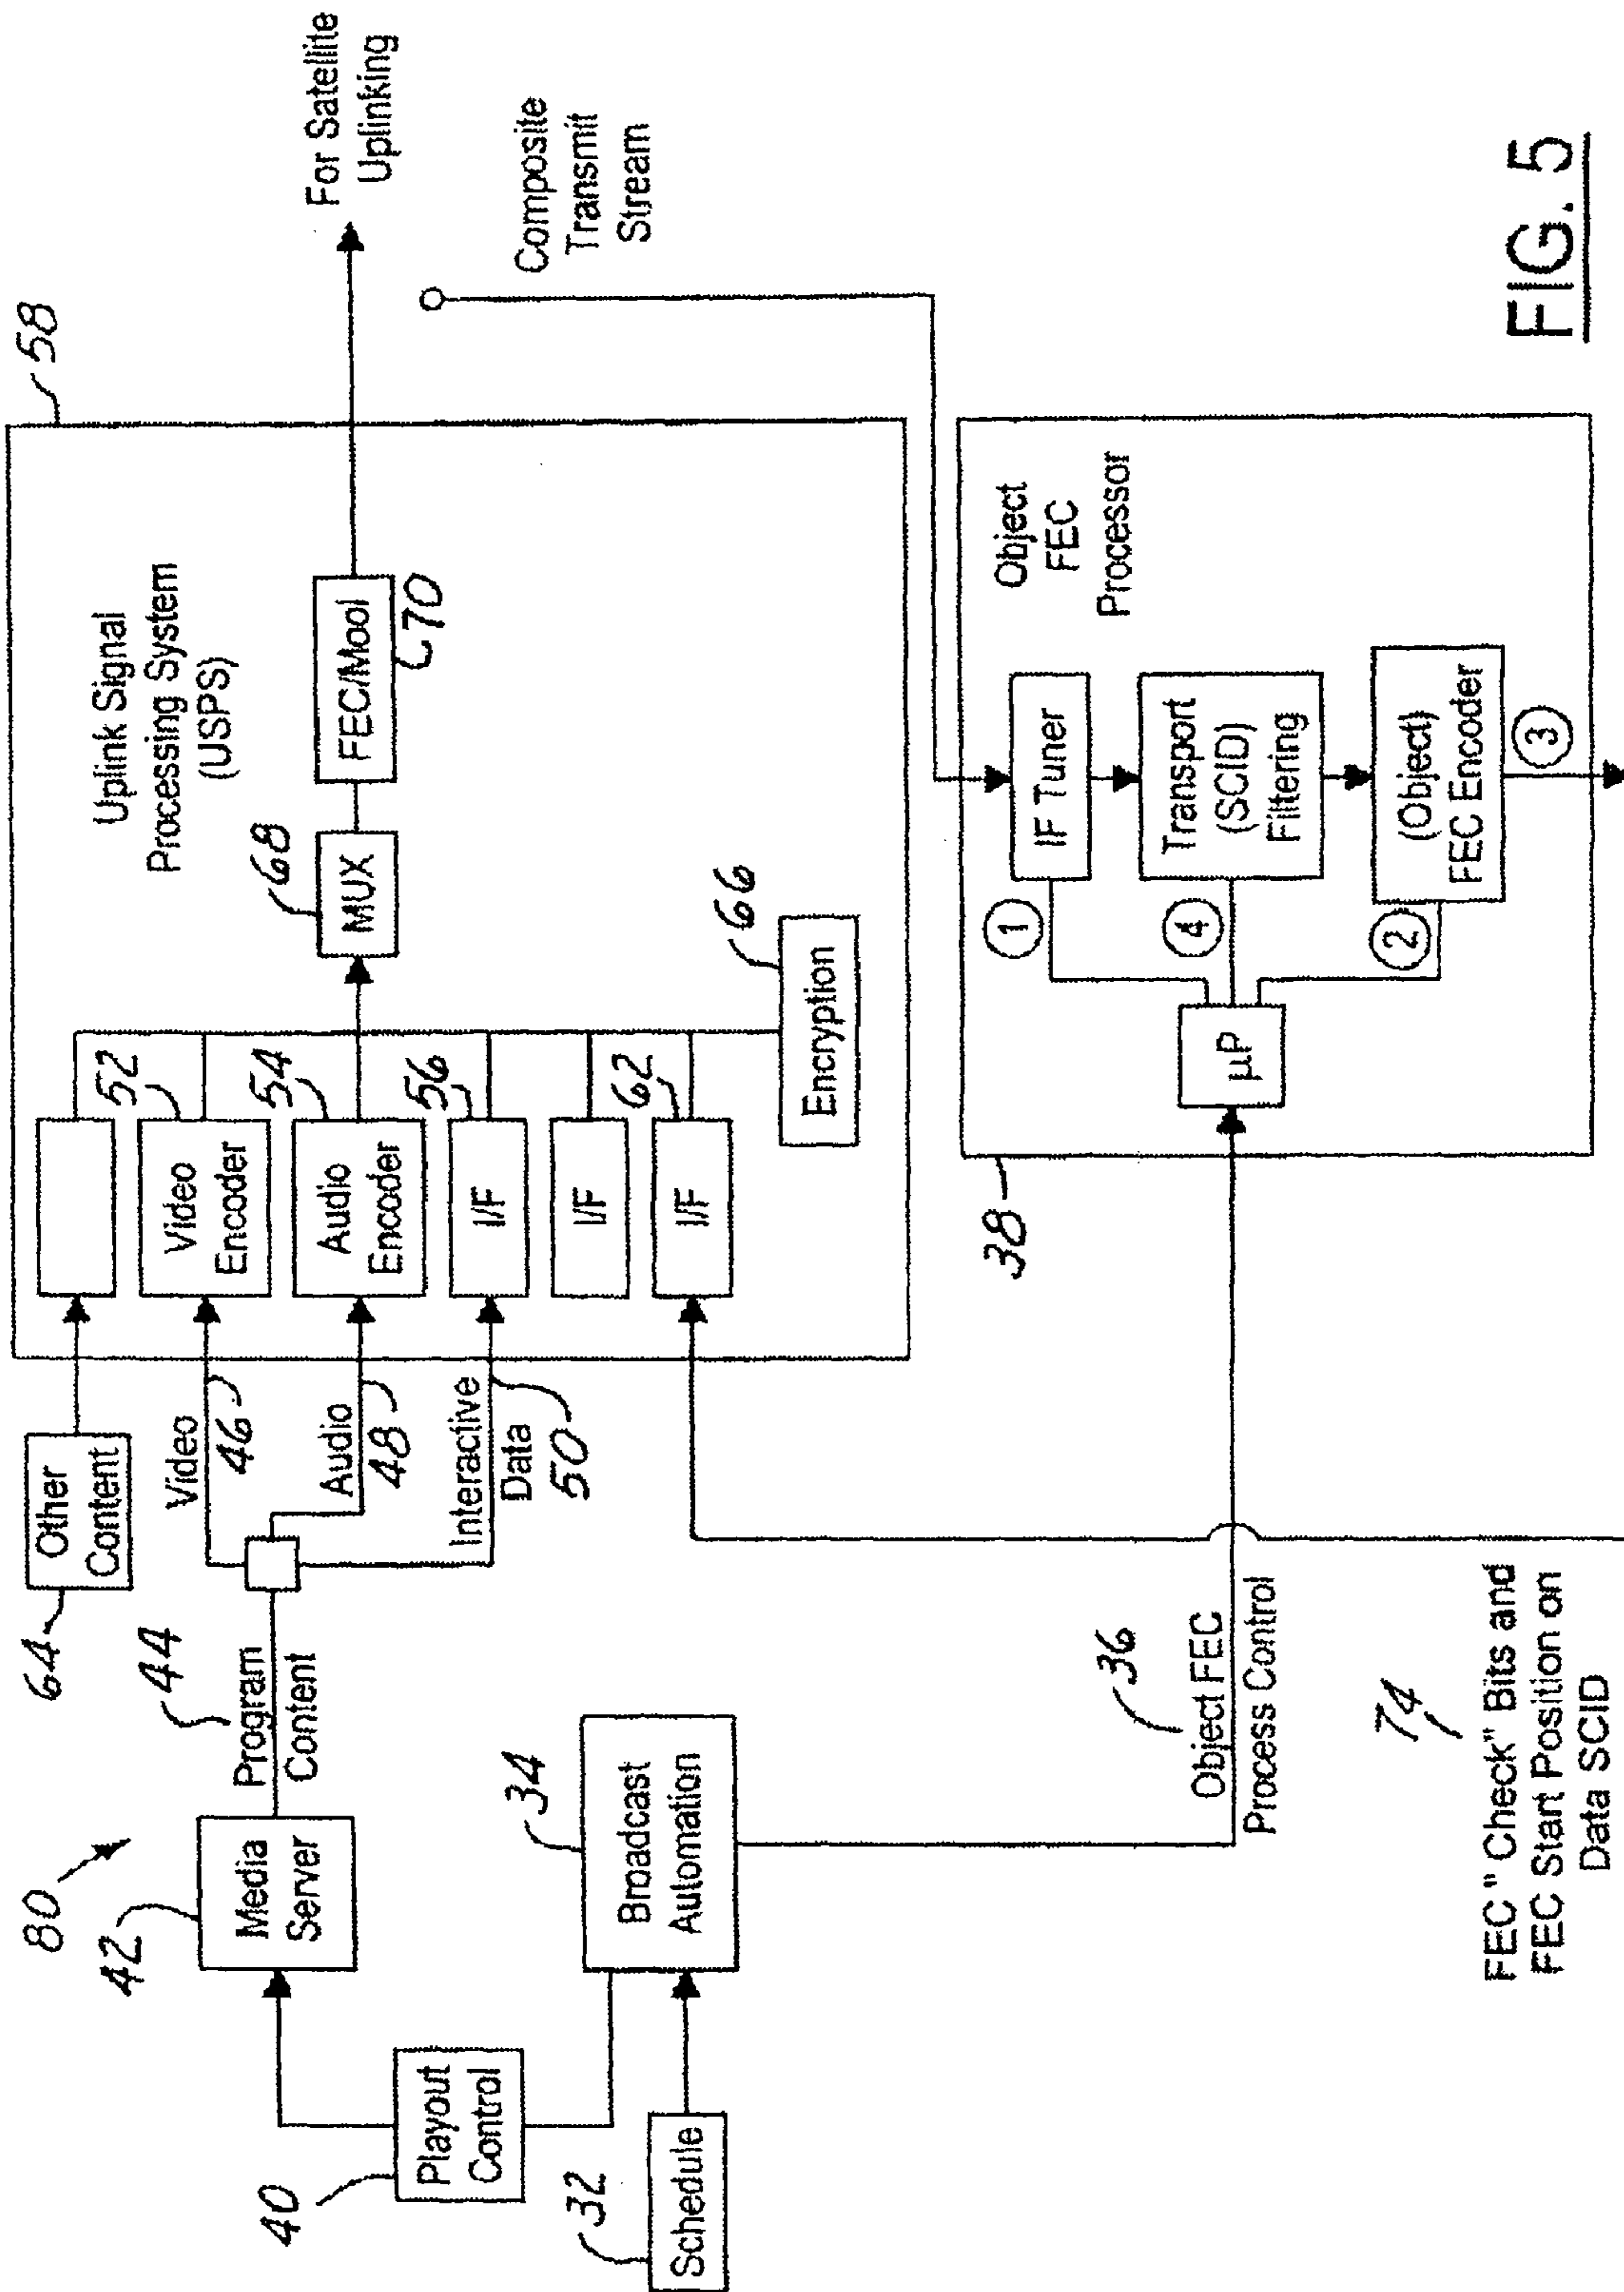 80
42
Media
Server
44
Program
Content
64
Other
Content
Video
46
Audio
48
Interactive
Data
50
40
Playout
Control
32
Schedule
34
Broadcast
Automation
36
Object FEC
Process Control
74
FEC " Check" Bits and
FEC Start Position on
Data SCID
58
Uplink Signal
Processing System
(USPS)
52
Video
Encoder
54
Audio
Encoder
56
I/F
I/F
62
I/F
66
Encryption
68
MUX
FEC/Mool
70
For Satellite
Uplinking
Composite
Transmit
Stream
38
Object
FEC
Processor
µP
1
IF Tuner
4
Transport
(SCID)
Filtering
2
(Object)
FEC Encoder
3
FIG. 5